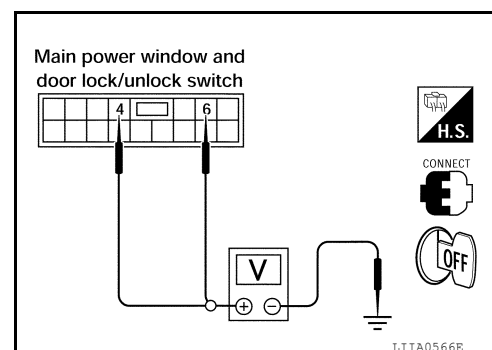 Main power window and
door lock/unlock switch
4 6
H.S.
CONNECT
V
OFF
+ −
LIIA0566E